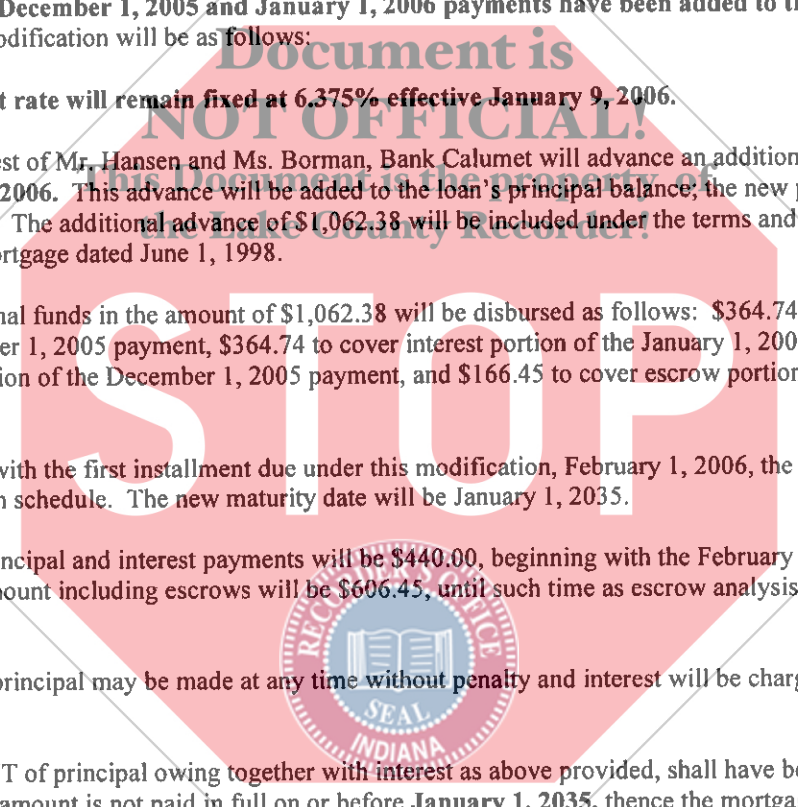 December 1, 2005 and January 1, 2006 payments have been added to
odification will be as follows:
Document is
t rate will remain fixed at 6.375% effective January 9, 2006.
NOT OFFICIAL!
est of Mr. Hansen and Ms. Borman, Bank Calumet will advance an addition
This Document is the property of
2006. This advance will be added to the loan's principal balance; the new
The additional advance of $1,062.38 will be included under the terms and
the Lake County Recorder!
rtgage dated June 1, 1998.
nal funds in the amount of $1,062.38 will be disbursed as follows: $364.74
er 1, 2005 payment, $364.74 to cover interest portion of the January 1, 200
ion of the December 1, 2005 payment, and $166.45 to cover escrow portion
STOP
with the first installment due under this modification, February 1, 2006, the
n schedule. The new maturity date will be January 1, 2035.
ncipal and interest payments will be $440.00, beginning with the February
ount including escrows will be $606.45, until such time as escrow analysis
RECORDER'S OFFICE
principal may be made at any time without penalty and interest will be charg
SEAL
INDIANA
T of principal owing together with interest as above provided, shall have be
amount is not paid in full on or before January 1, 2035, thence the mortga